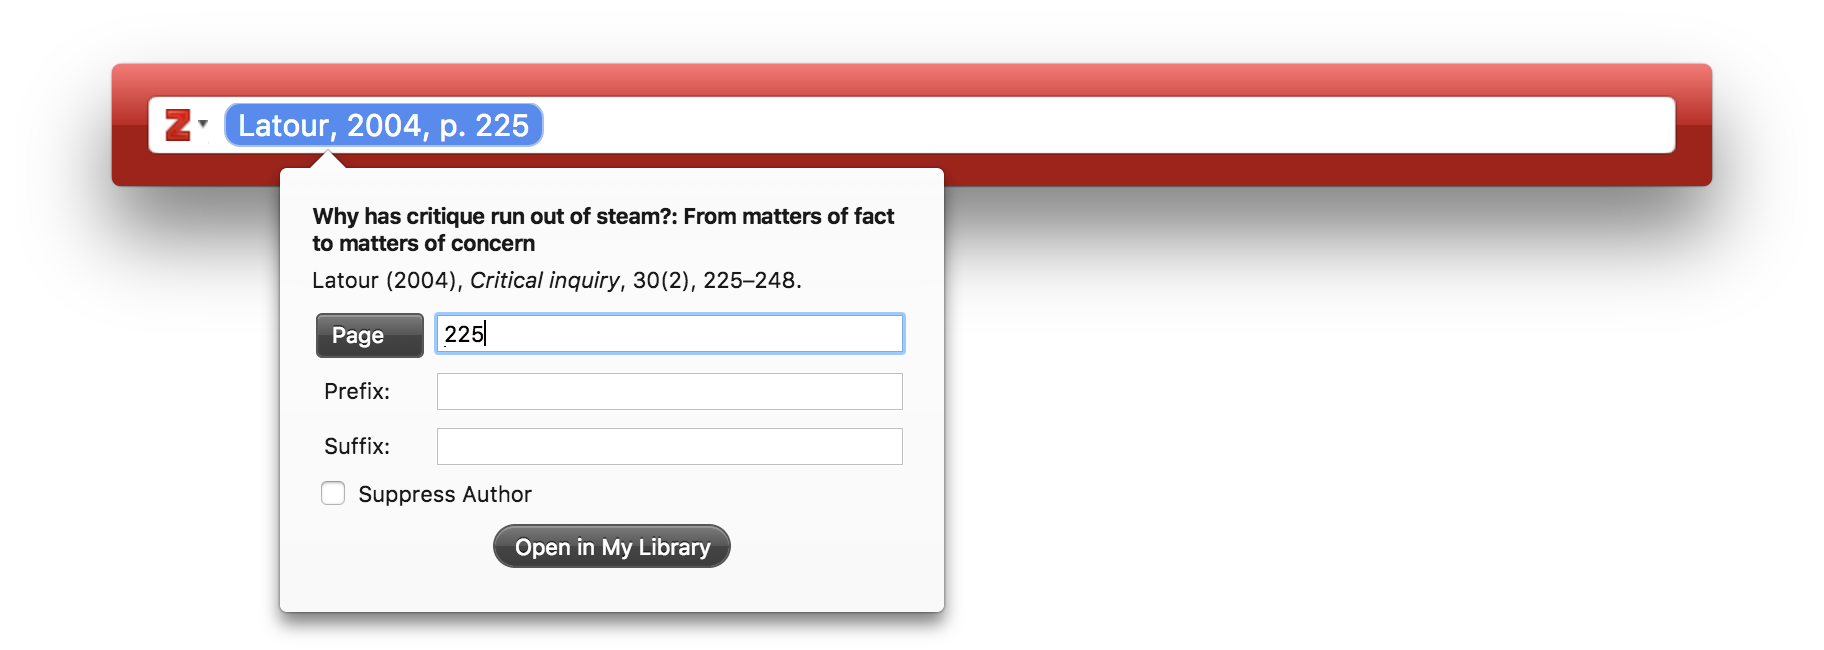 Z
Latour, 2004, p. 225
Why has critique run out of steam?: From matters of fact
to matters of concern
Latour (2004), Critical inquiry, 30(2), 225–248.
Page 225
Prefix:
Suffix:
Suppress Author
Open in My Library